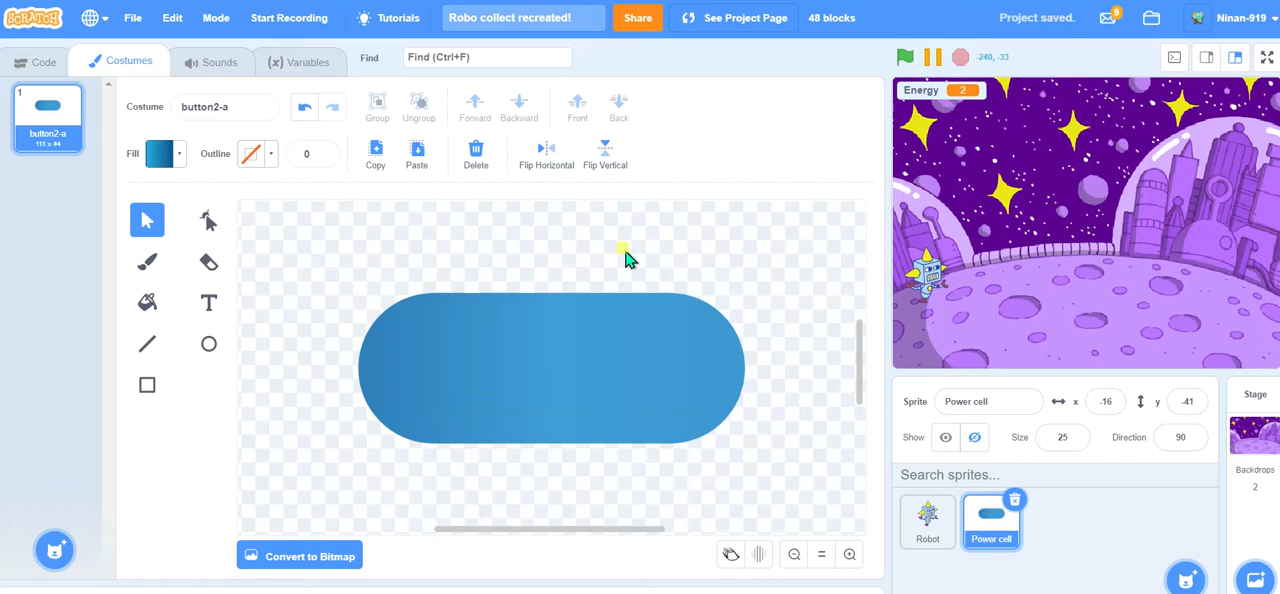 SCRATCH File Edit Mode Start Recording Tutorials Robo collect recreated! Share See Project Page 48 blocks Project saved. 9 Ninan-919
Code Costumes Sounds (x) Variables Find Find (Ctrl+F) -240, -33
1
button2-a
111 x 44
Costume button2-a
Group Ungroup Forward Backward Front Back
Fill Outline 0 Copy Paste Delete Flip Horizontal Flip Vertical
T
Convert to Bitmap
=
Energy 2
Sprite Power cell x -16 y -41
Show Size 25 Direction 90
Search sprites...
Robot
Power cell
Stage
Backdrops
2